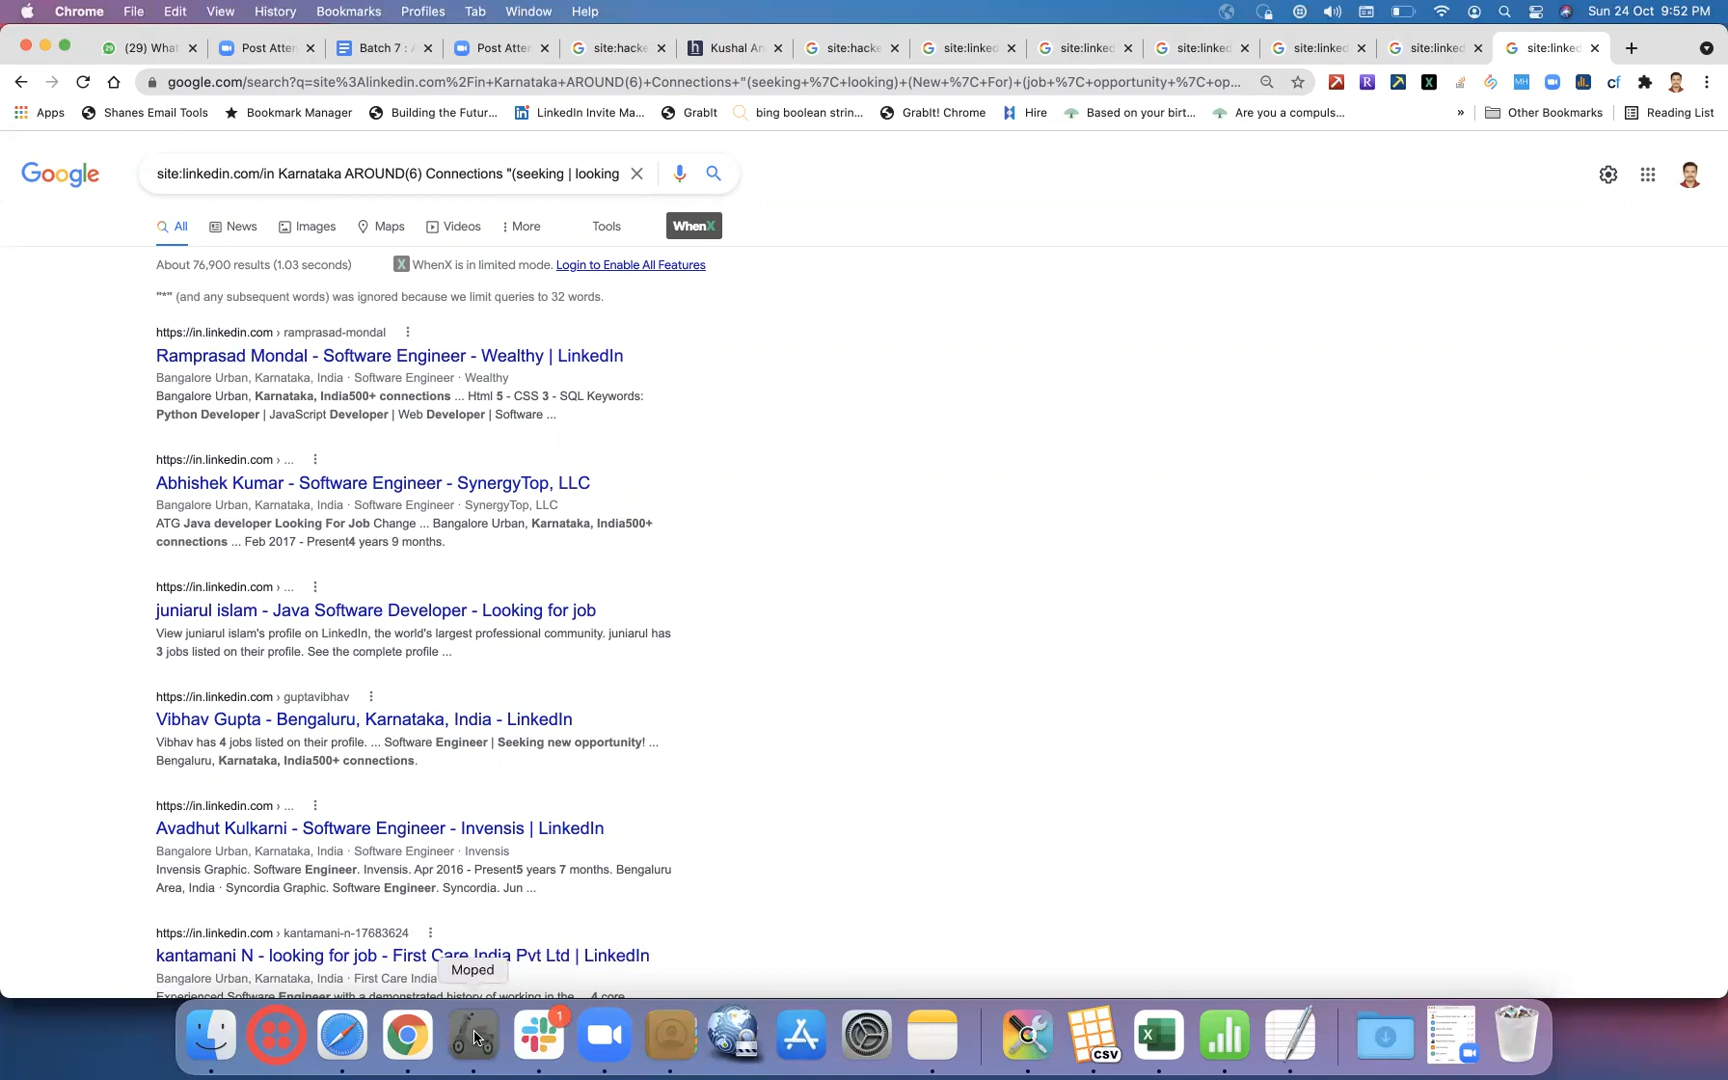 Chrome File Edit View History Bookmarks Profiles Tab Window Help Sun 24 Oct 9:52 PM
(29) What Post Atten Batch 7 : A Post Atten site:hacke Kushal An site:hacke site:linked site:linked site:linked site:linked site:linked site:linked
google.com/search?q=site%3Alinkedin.com%2Fin+Karnataka+AROUND(6)+Connections+"(seeking+%7C+looking)+(New+%7C+For)+(job+%7C+opportunity+%7C+op...
Apps Shanes Email Tools Bookmark Manager Building the Futur... LinkedIn Invite Ma... GrabIt bing boolean strin... GrabIt! Chrome Hire Based on your birt... Are you a compuls... » Other Bookmarks Reading List
Google site:linkedin.com/in Karnataka AROUND(6) Connections "(seeking | looking
All News Images Maps Videos More Tools WhenX
About 76,900 results (1.03 seconds) X WhenX is in limited mode. Login to Enable All Features
"*" (and any subsequent words) was ignored because we limit queries to 32 words.
https://in.linkedin.com › ramprasad-mondal
Ramprasad Mondal - Software Engineer - Wealthy | LinkedIn
Bangalore Urban, Karnataka, India · Software Engineer · Wealthy
Bangalore Urban, Karnataka, India500+ connections ... Html 5 - CSS 3 - SQL Keywords:
Python Developer | JavaScript Developer | Web Developer | Software ...
https://in.linkedin.com › ...
Abhishek Kumar - Software Engineer - SynergyTop, LLC
Bangalore Urban, Karnataka, India · Software Engineer · SynergyTop, LLC
ATG Java developer Looking For Job Change ... Bangalore Urban, Karnataka, India500+
connections ... Feb 2017 - Present4 years 9 months.
https://in.linkedin.com › ...
juniarul islam - Java Software Developer - Looking for job
View juniarul islam's profile on LinkedIn, the world's largest professional community. juniarul has
3 jobs listed on their profile. See the complete profile ...
https://in.linkedin.com › guptavibhav
Vibhav Gupta - Bengaluru, Karnataka, India - LinkedIn
Vibhav has 4 jobs listed on their profile. ... Software Engineer | Seeking new opportunity! ...
Bengaluru, Karnataka, India500+ connections.
https://in.linkedin.com › ...
Avadhut Kulkarni - Software Engineer - Invensis | LinkedIn
Bangalore Urban, Karnataka, India · Software Engineer · Invensis
Invensis Graphic. Software Engineer. Invensis. Apr 2016 - Present5 years 7 months. Bengaluru
Area, India · Syncordia Graphic. Software Engineer. Syncordia. Jun ...
https://in.linkedin.com › kantamani-n-17683624
kantamani N - looking for job - First Care India Pvt Ltd | LinkedIn
Bangalore Urban, Karnataka, India · First Care India
Moped
Experienced Software Engineer with a demonstrated history of working in the ... 4 core
1
CSV